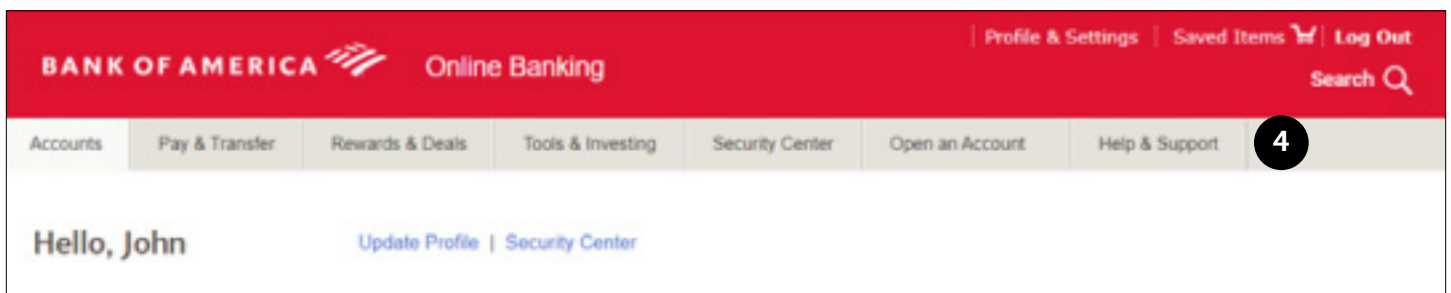 Profile & Settings | Saved Items | Log Out
BANK OF AMERICA Online Banking
Search
Accounts Pay & Transfer Rewards & Deals Tools & Investing Security Center Open an Account Help & Support 4
Hello, John Update Profile | Security Center